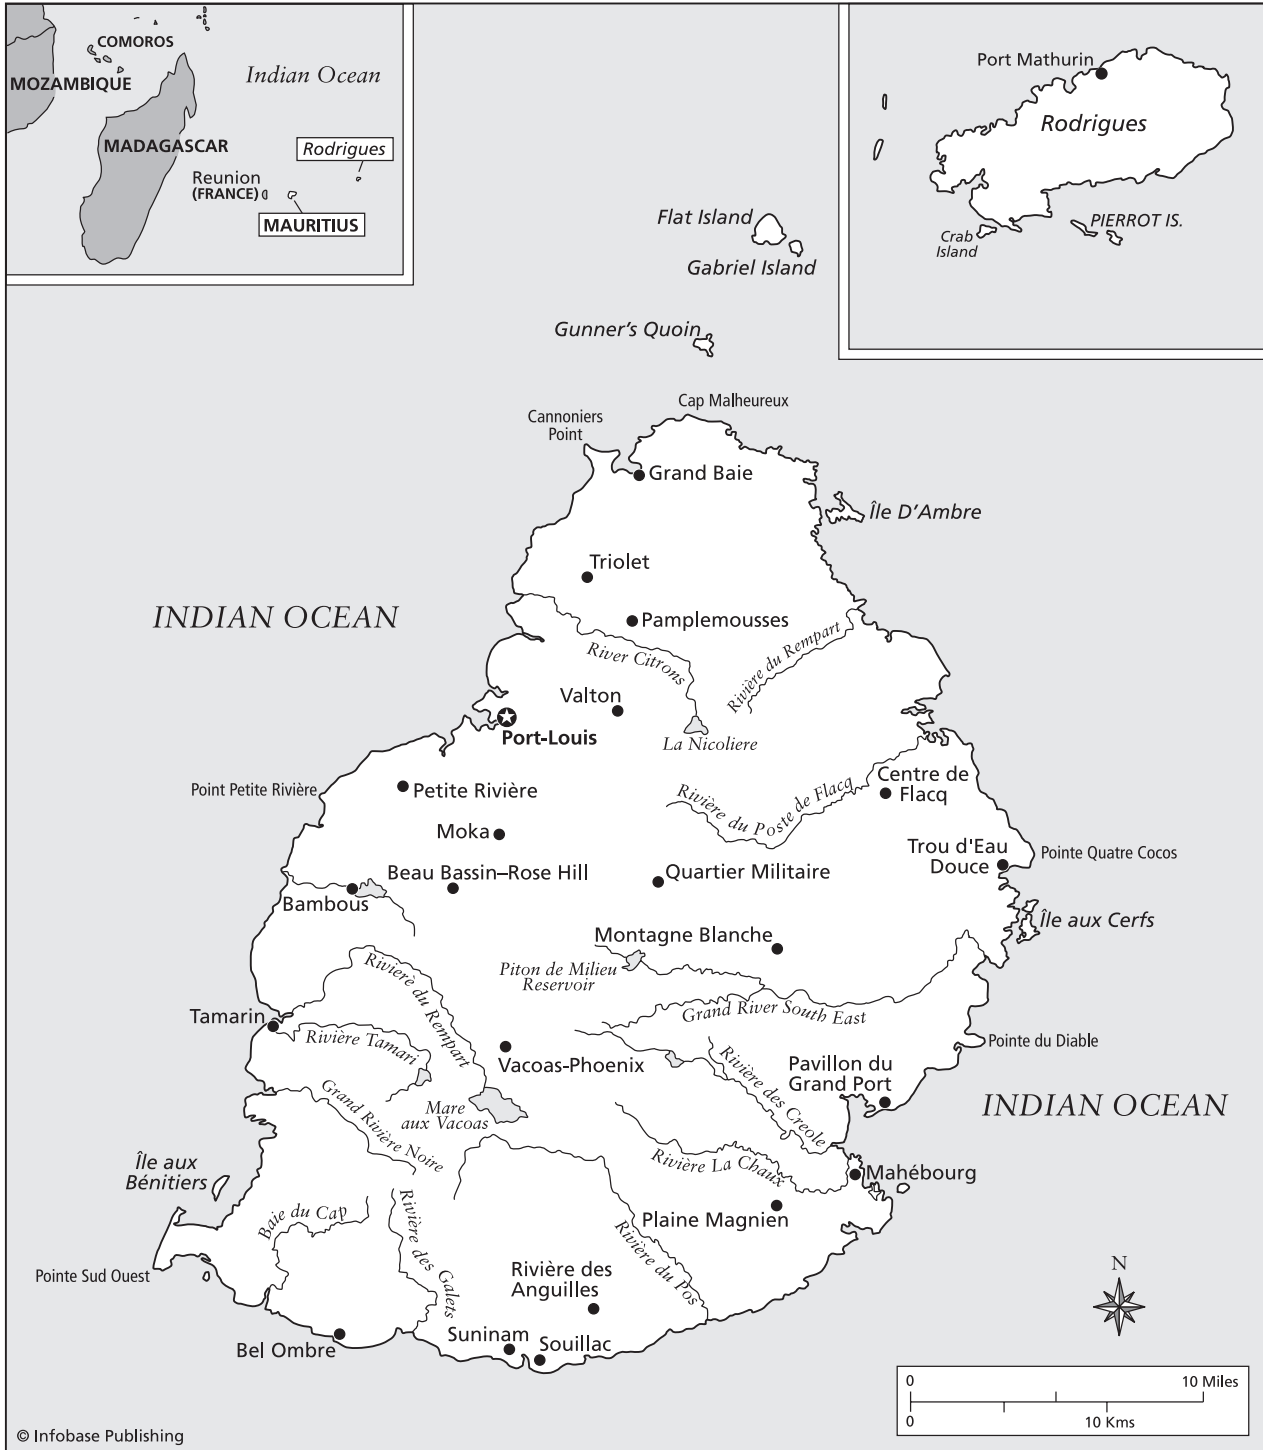 COMOROS
Indian Ocean
MOZAMBIQUE
MADAGASCAR
Rodrigues
Reunion
(FRANCE)
MAURITIUS
Port Mathurin
Rodrigues
PIERROT IS.
Crab
Island
Flat Island
Gabriel Island
Gunner's Quoin
Cap Malheureux
Cannoniers
Point
Grand Baie
Île D'Ambre
Triolet
INDIAN OCEAN
Pamplemousses
River Citrons
Rivière du Rempart
Valton
Port-Louis
La Nicoliere
Point Petite Rivière
Petite Rivière
Centre de
Flacq
Rivière du Poste de Flacq
Moka
Trou d'Eau
Douce
Pointe Quatre Cocos
Beau Bassin–Rose Hill
Quartier Militaire
Bambous
Île aux Cerfs
Montagne Blanche
Piton de Milieu
Reservoir
Rivierè du Rempart
Grand River South East
Tamarin
Rivière Tamari
Pointe du Diable
Vacoas-Phoenix
Rivière des Creole
Pavillon du
Grand Port
INDIAN OCEAN
Mare
aux Vacoas
Grand Rivière Noire
Île aux
Bénitiers
Rivière La Chaux
Mahébourg
Baie du Cap
Rivière des Galets
Plaine Magnien
Rivière du Pos
Pointe Sud Ouest
Rivière des
Anguilles
N
Bel Ombre
Suninam
Souillac
0 10 Miles
0 10 Kms
© Infobase Publishing